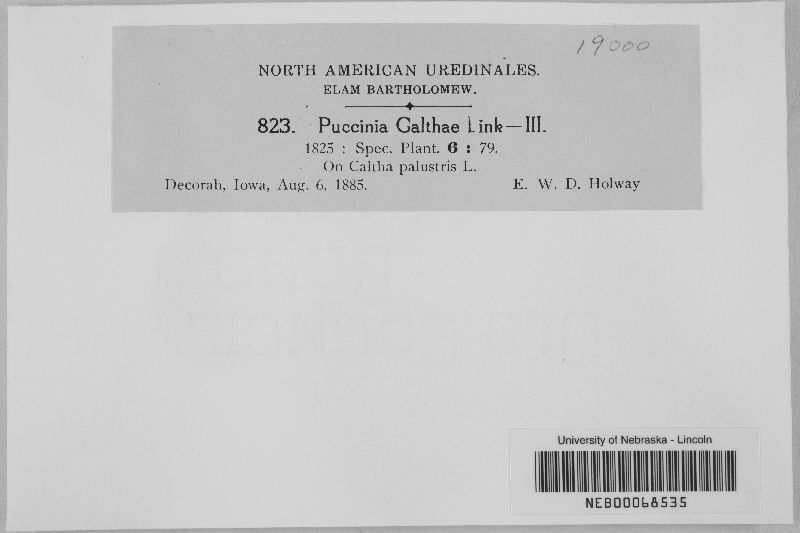 19000
NORTH AMERICAN UREDINALES.
ELAM BARTHOLOMEW.
823. Puccinia Calthae Link—III.
1825 : Spec. Plant. 6 : 79.
On Caltha palustris L.
Decorah, Iowa, Aug. 6, 1885. E. W. D. Holway
University of Nebraska - Lincoln
NEB00068535